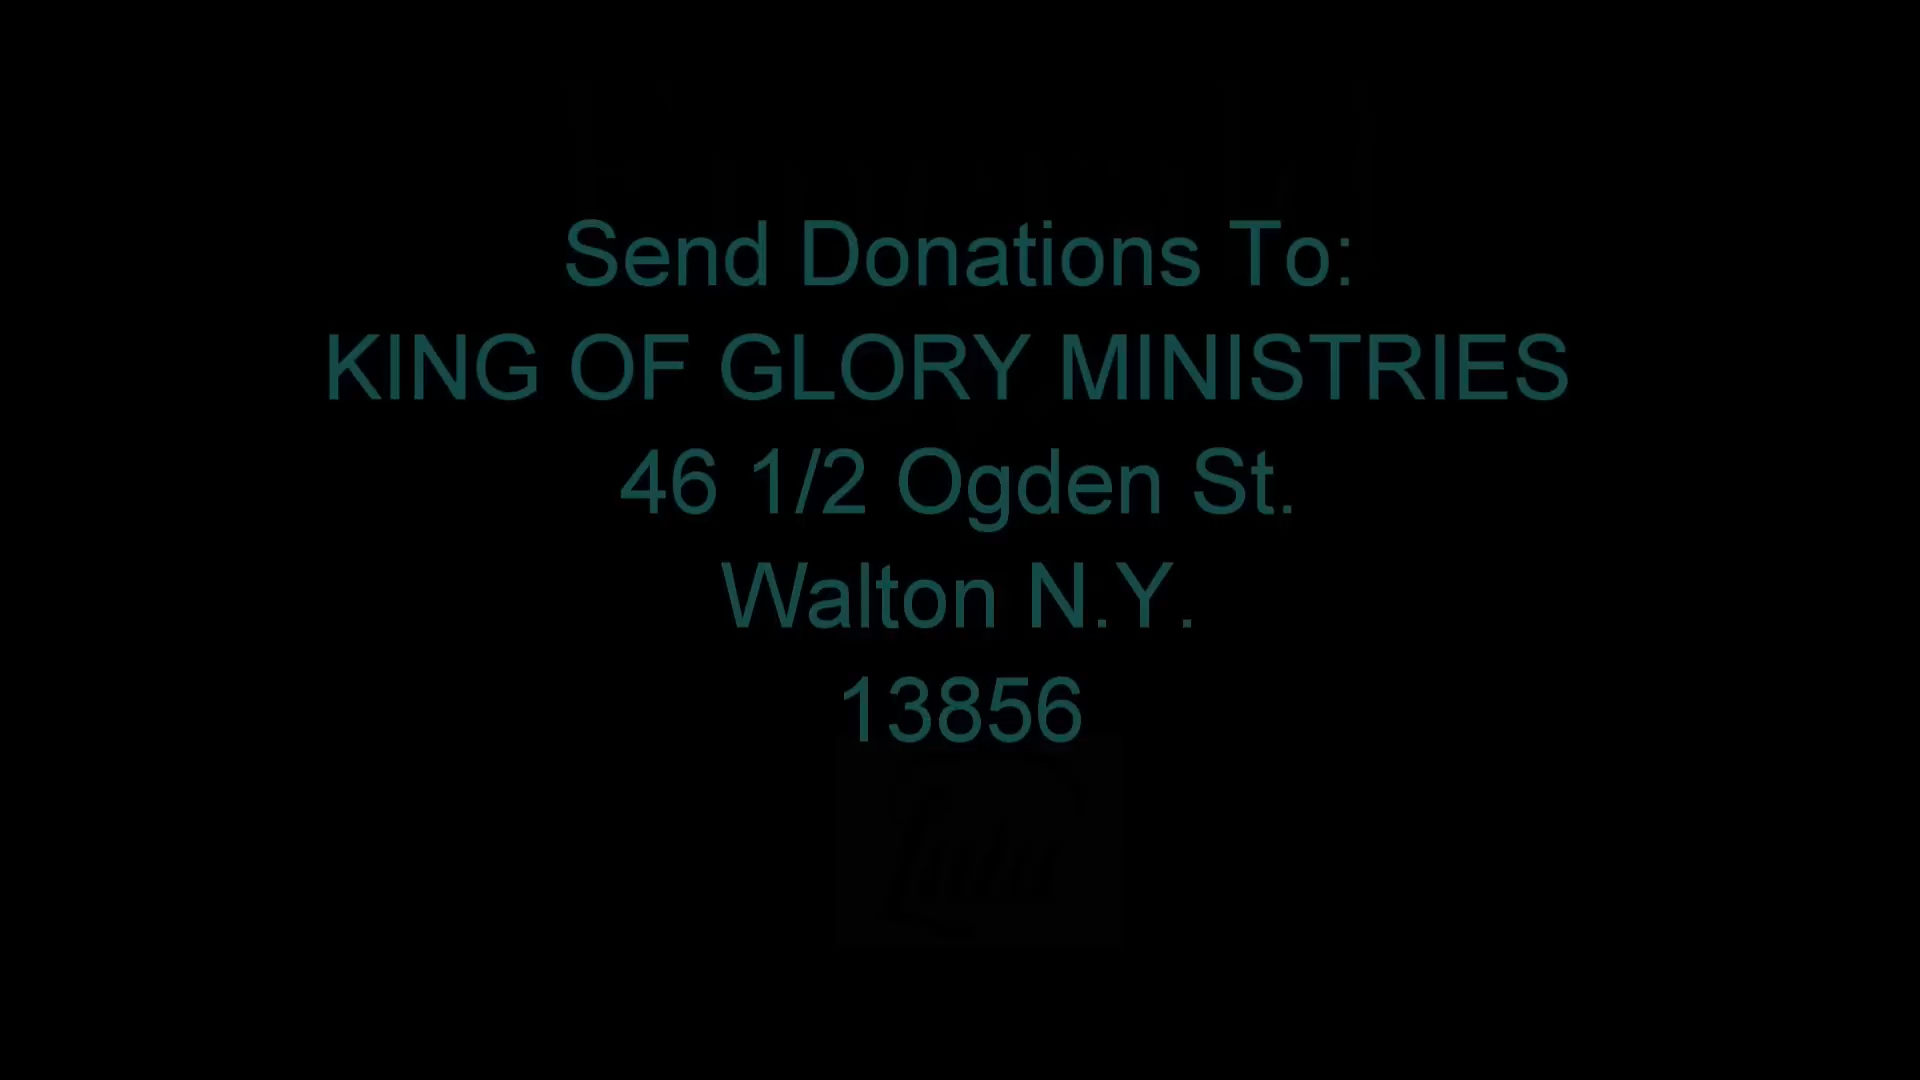 Send Donations To:
KING OF GLORY MINISTRIES
46 1/2 Ogden St.
Walton N.Y.
13856